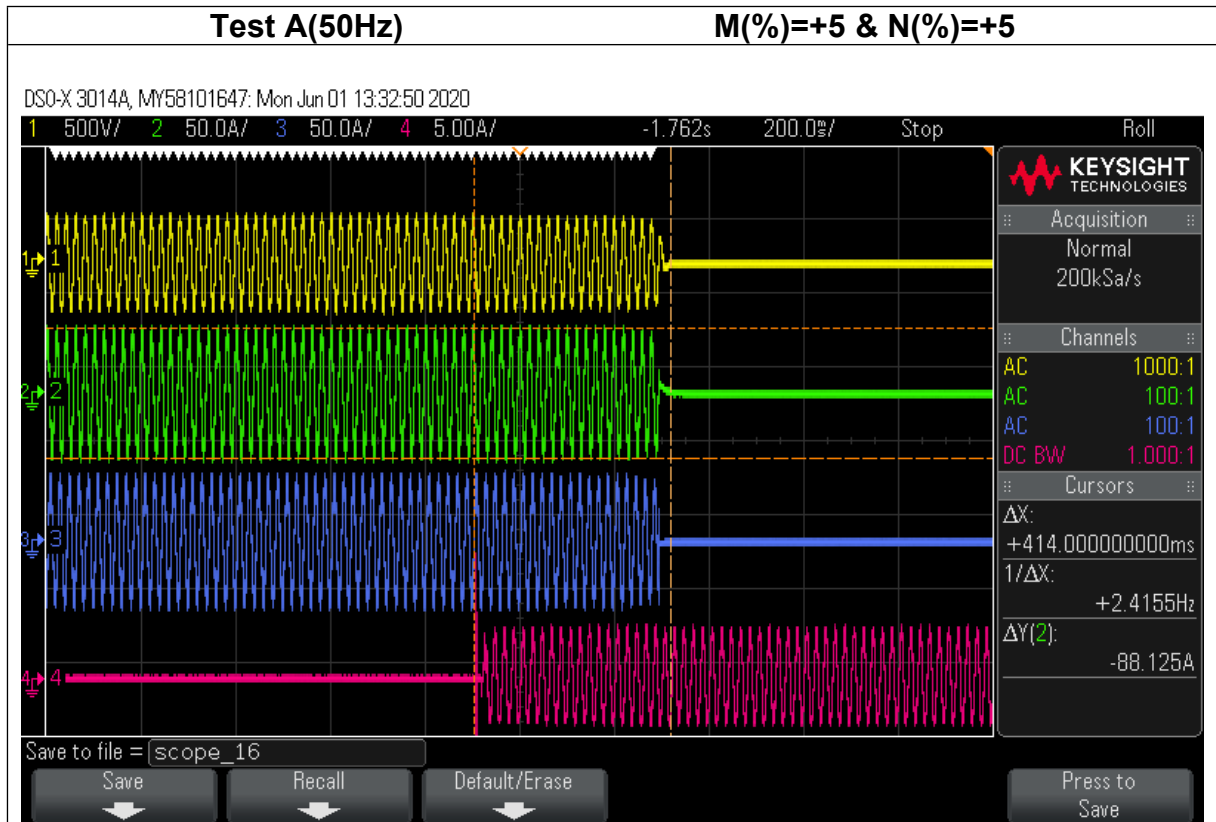 Test A(50Hz) M(%)=+5 & N(%)=+5
DSO-X 3014A, MY58101647: Mon Jun 01 13:32:50 2020
1 500V/ 2 50.0A/ 3 50.0A/ 4 5.00A/ -1.762s 200.0ms/ Stop Roll
KEYSIGHT
TECHNOLOGIES
Acquisition
Normal
200kSa/s
Channels
AC 1000:1
AC 100:1
AC 100:1
DC BW 1.000:1
Cursors
ΔX:
+414.000000000ms
1/ΔX:
+2.4155Hz
ΔY(2):
-88.125A
1 1
2 2
3 3
4 4
Save to file = scope_16
Save Recall Default/Erase Press to
Save